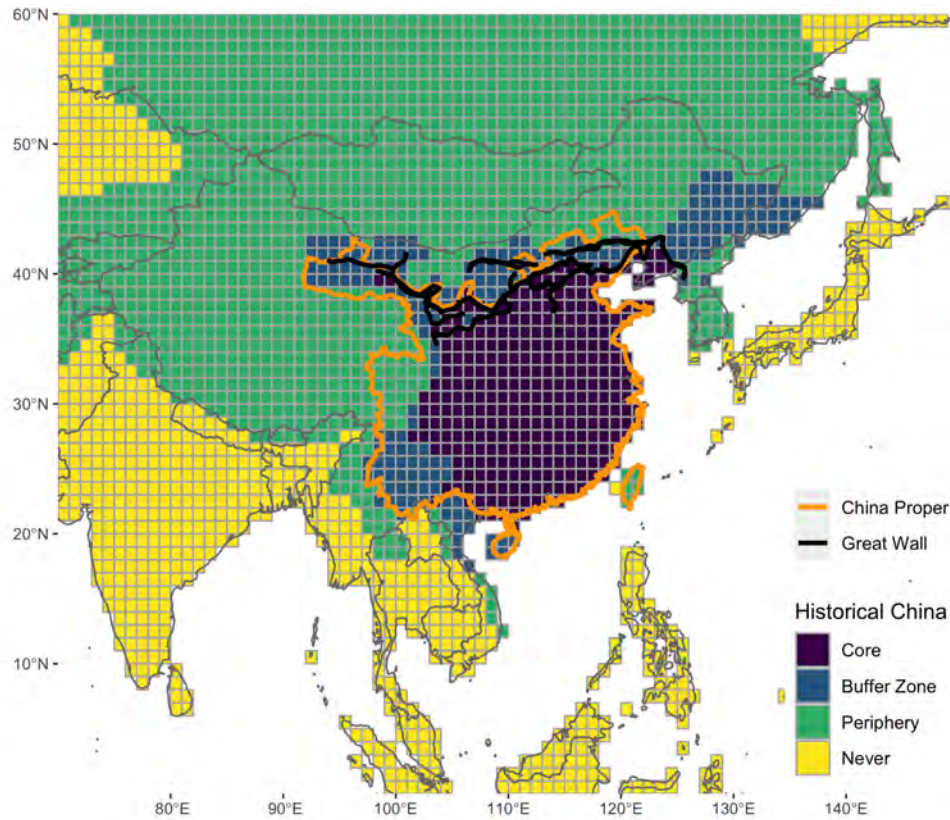 60°N
50°N
40°N
30°N
20°N
10°N
80°E
90°E
100°E
110°E
120°E
130°E
140°E
China Proper
Great Wall
Historical China
Core
Buffer Zone
Periphery
Never